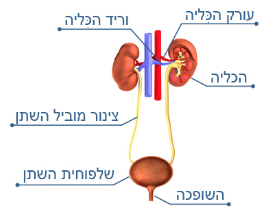 עורק הכליה
וריד הכליה
הכליה
צינור מוביל השתן
שלפוחית השתן
השופכה